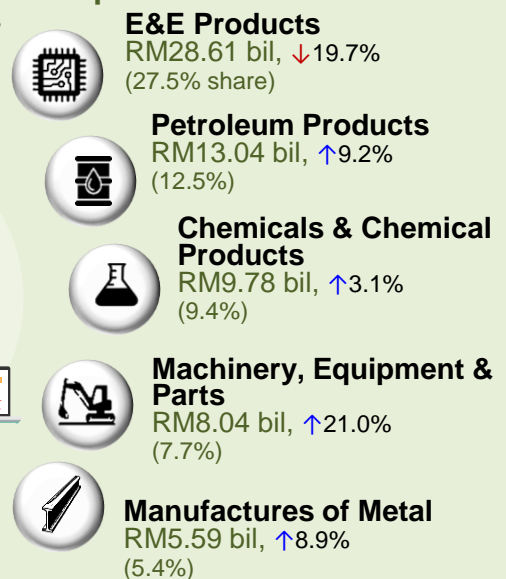 E&E Products
RM28.61 bil, ↓19.7%
(27.5% share)
Petroleum Products
RM13.04 bil, ↑9.2%
(12.5%)
Chemicals & Chemical
Products
RM9.78 bil, ↑3.1%
(9.4%)
Machinery, Equipment &
Parts
RM8.04 bil, ↑21.0%
(7.7%)
Manufactures of Metal
RM5.59 bil, ↑8.9%
(5.4%)